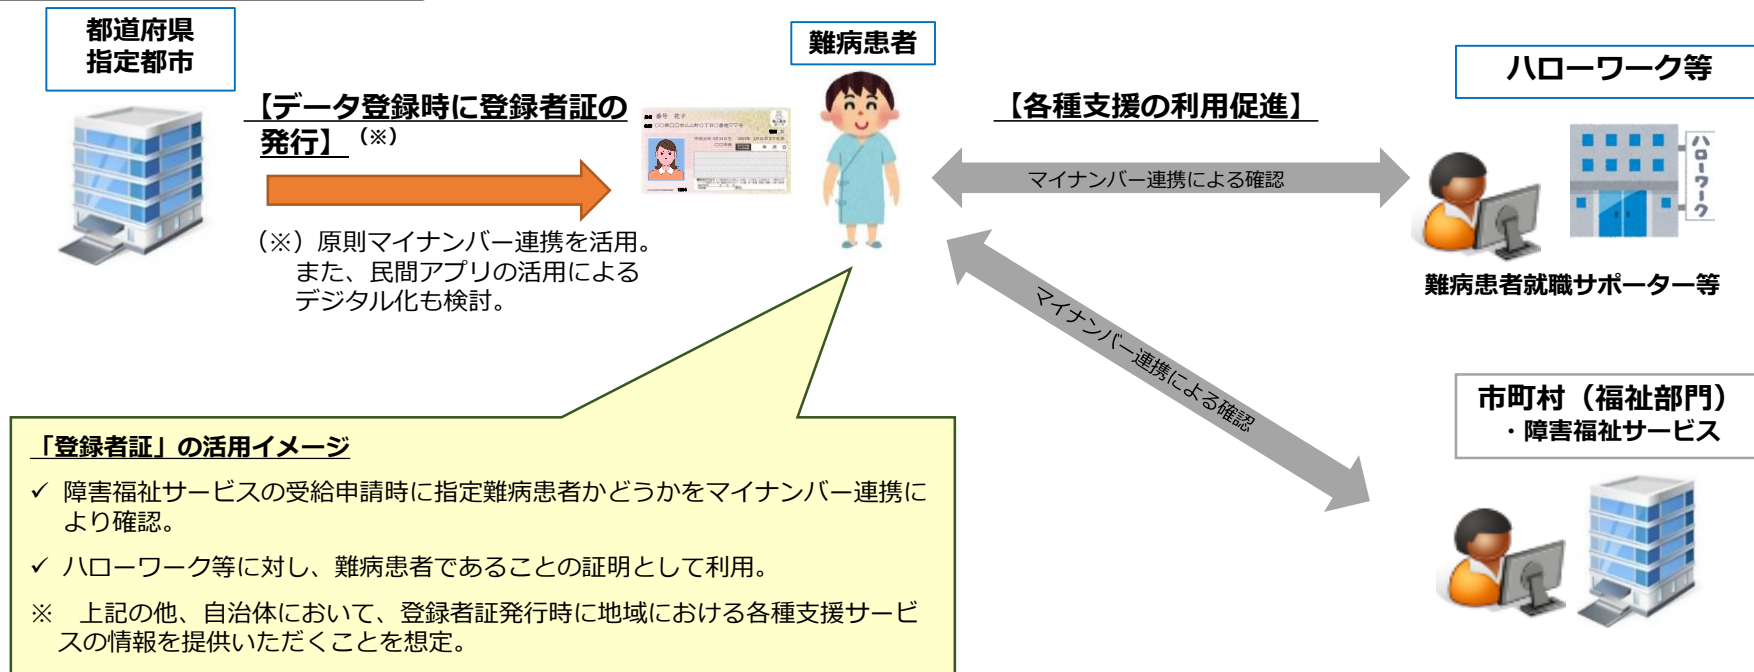 都道府県
指定都市
難病患者
ハローワーク等
【データ登録時に登録者証の
発行】(※)
【各種支援の利用促進】
番号 花子
マイナンバー連携による確認
ハローワーク
(※)原則マイナンバー連携を活用。
また、民間アプリの活用による
デジタル化も検討。
難病患者就職サポーター等
マイナンバー連携による確認
市町村(福祉部門)
・障害福祉サービス
「登録者証」の活用イメージ
✓ 障害福祉サービスの受給申請時に指定難病患者かどうかをマイナンバー連携に
より確認。
✓ ハローワーク等に対し、難病患者であることの証明として利用。
※ 上記の他、自治体において、登録者証発行時に地域における各種支援サービ
スの情報を提供いただくことを想定。